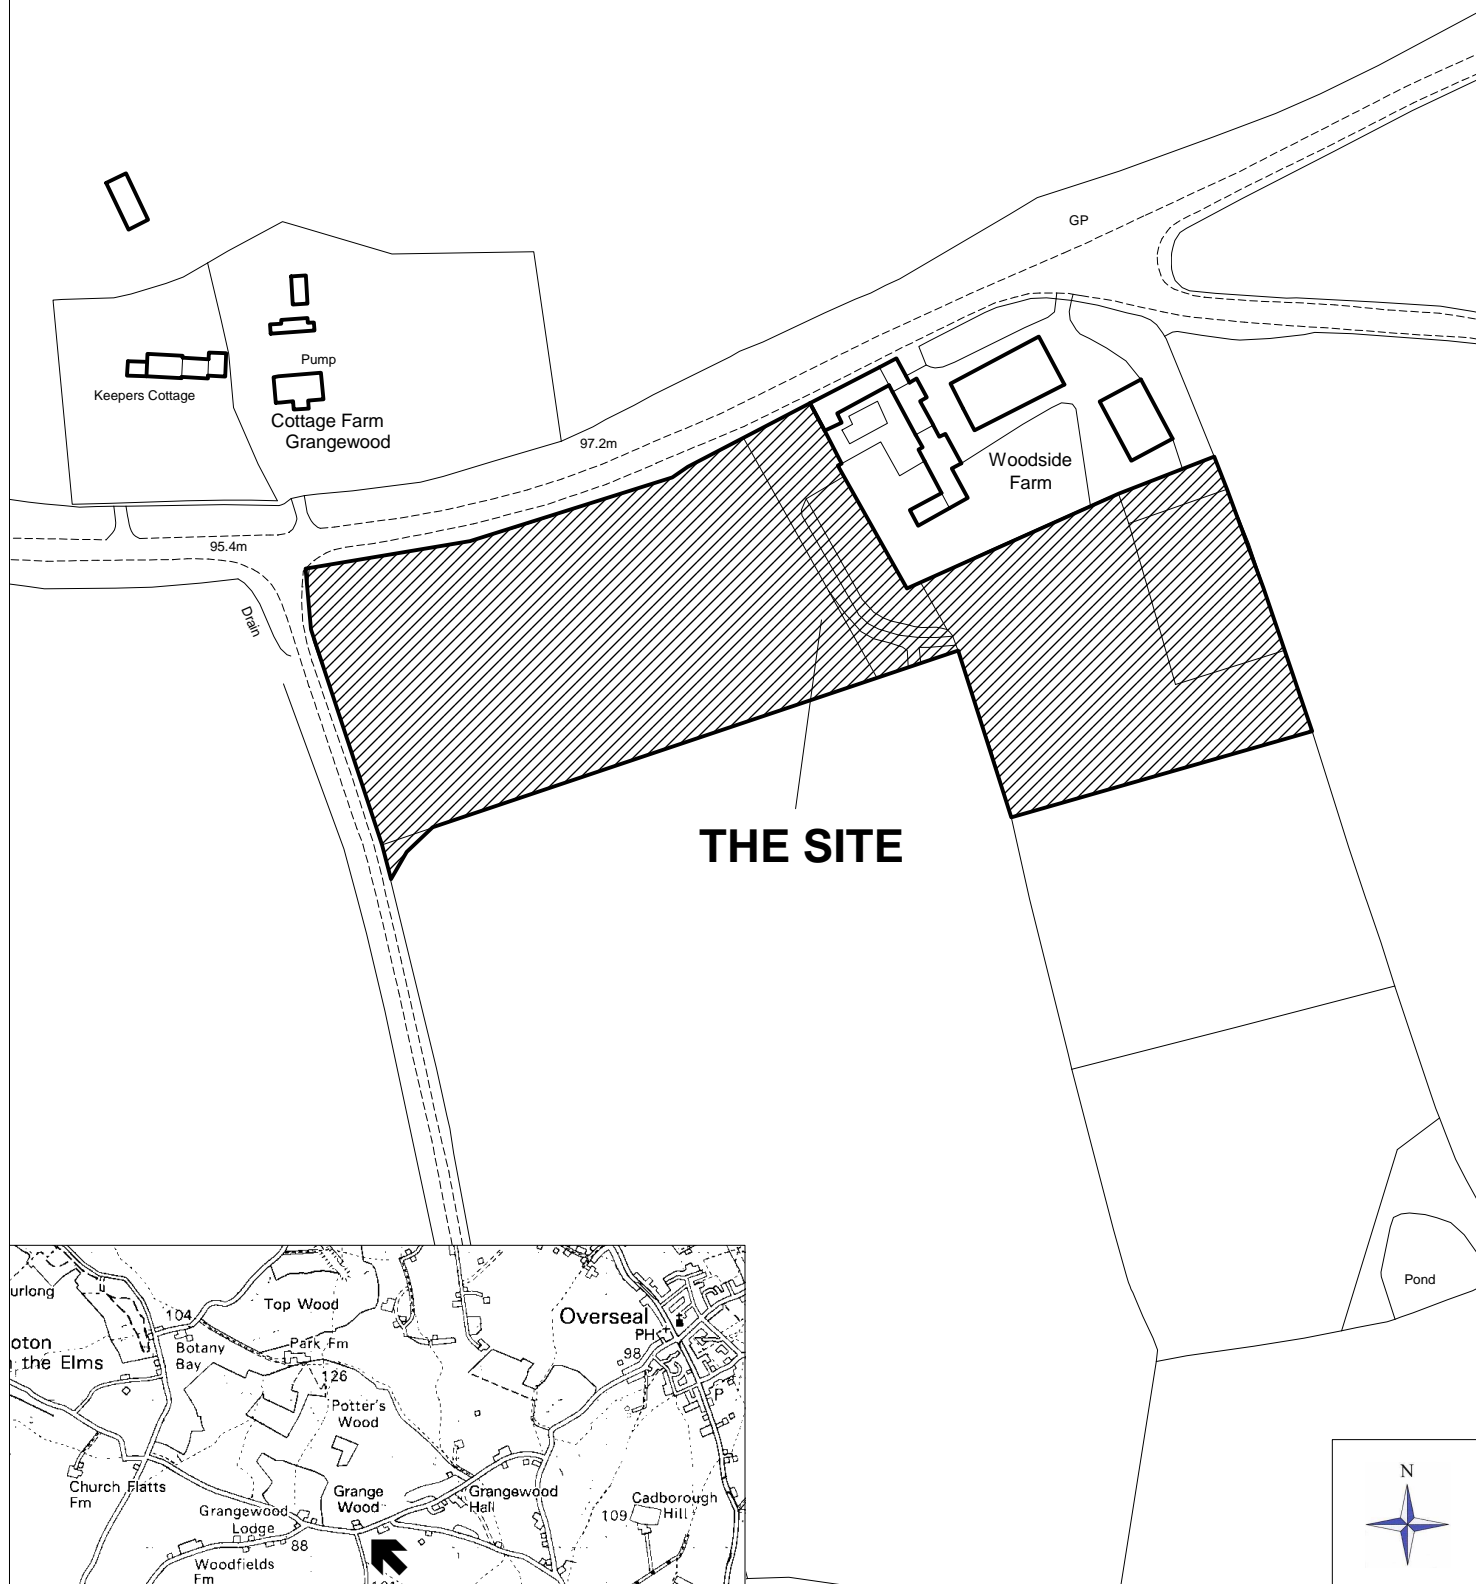 GP
Pump
Keepers Cottage
Cottage Farm
Grangewood
97.2m
Woodside
Farm
95.4m
Drain
THE SITE
Pond
urlong
Top Wood
Overseal
104
PH
oton
the Elms
Botany
Bay
Park Fm
98
126
P
Potter's
Wood
Church Flatts
Fm
Grange
Wood
Grangewood
Hall
Cadborough
Hill
109
Grangewood
Lodge
88
Woodfields
Fm
N